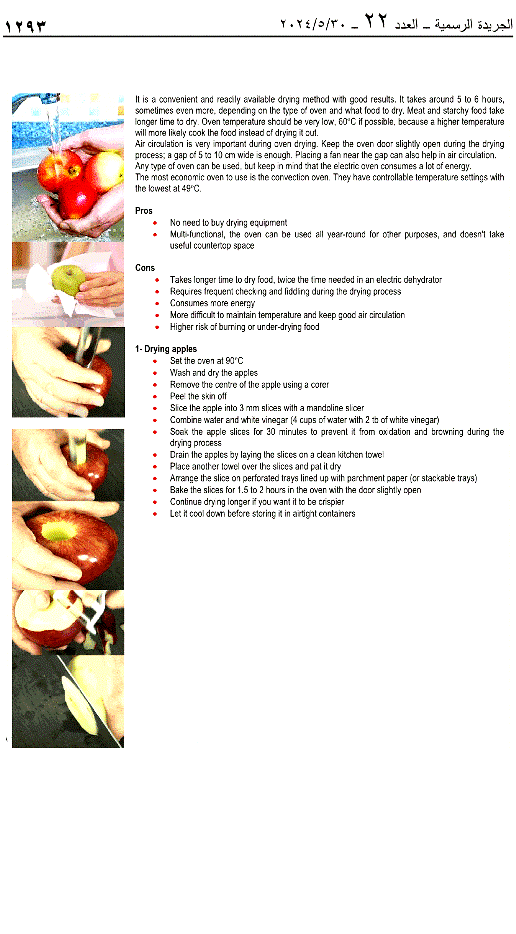 الجريدة الرسمية – العدد ٢٢ – ٢٠٢٤/٥/٣٠
١٢٩٣
It is a convenient and readily available drying method with good results. It takes around 5 to 6 hours,
sometimes even more, depending on the type of oven and what food to dry. Meat and starchy food take
longer time to dry. Oven temperature should be very low, 60°C if possible, because a higher temperature
will more likely cook the food instead of drying it out.
Air circulation is very important during oven drying. Keep the oven door slightly open during the drying
process; a gap of 5 to 10 cm wide is enough. Placing a fan near the gap can also help in air circulation.
Any type of oven can be used, but keep in mind that the electric oven consumes a lot of energy.
The most economic oven to use is the convection oven. They have controllable temperature settings with
the lowest at 49°C.
Pros
• No need to buy drying equipment
• Multi-functional, the oven can be used all year-round for other purposes, and doesn't take
useful countertop space
Cons
• Takes longer time to dry food, twice the time needed in an electric dehydrator
• Requires frequent checking and fiddling during the drying process
• Consumes more energy
• More difficult to maintain temperature and keep good air circulation
• Higher risk of burning or under-drying food
1- Drying apples
• Set the oven at 90°C
• Wash and dry the apples
• Remove the centre of the apple using a corer
• Peel the skin off
• Slice the apple into 3 mm slices with a mandoline slicer
• Combine water and white vinegar (4 cups of water with 2 tb of white vinegar)
• Soak the apple slices for 30 minutes to prevent it from oxidation and browning during the
drying process
• Drain the apples by laying the slices on a clean kitchen towel
• Place another towel over the slices and pat it dry
• Arrange the slice on perforated trays lined up with parchment paper (or stackable trays)
• Bake the slices for 1.5 to 2 hours in the oven with the door slightly open
• Continue drying longer if you want it to be crispier
• Let it cool down before storing it in airtight containers